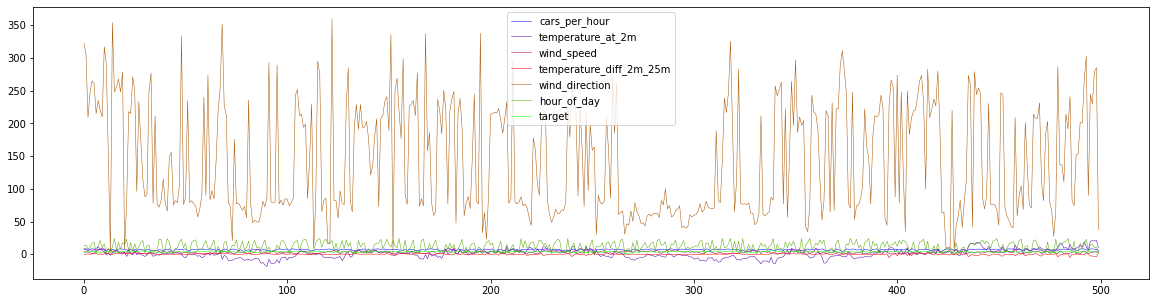 350
300
250
200
150
100
50
0
cars_per_hour
temperature_at_2m
wind_speed
temperature_diff_2m_25m
wind_direction
hour_of_day
target
0
100
200
300
400
500